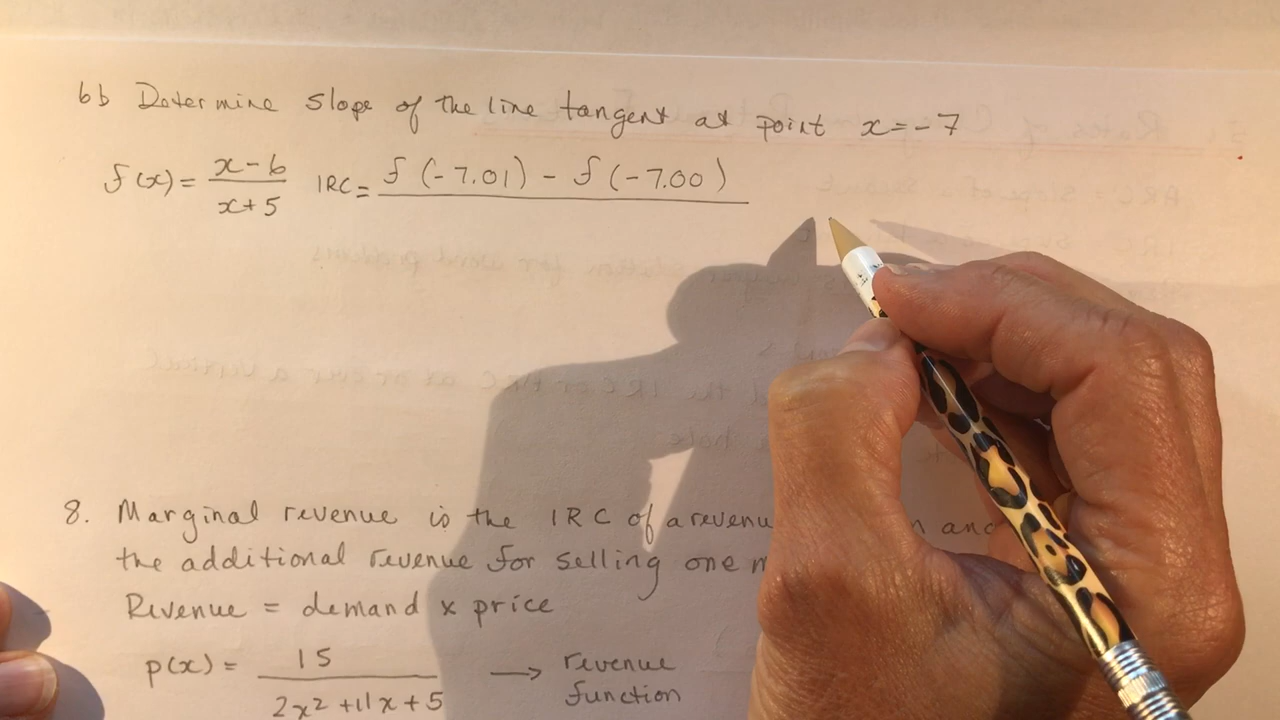 6b Determine slope of the line tangent at point x=-7
f(x)= x-6 / x+5 IRC= f(-7.01) - f(-7.00)
8. Marginal revenue is the IRC of a revenu
the additional revenue for selling one m
Revenue = demand x price
p(x)= 15 / 2x²+11x+5 → revenue function